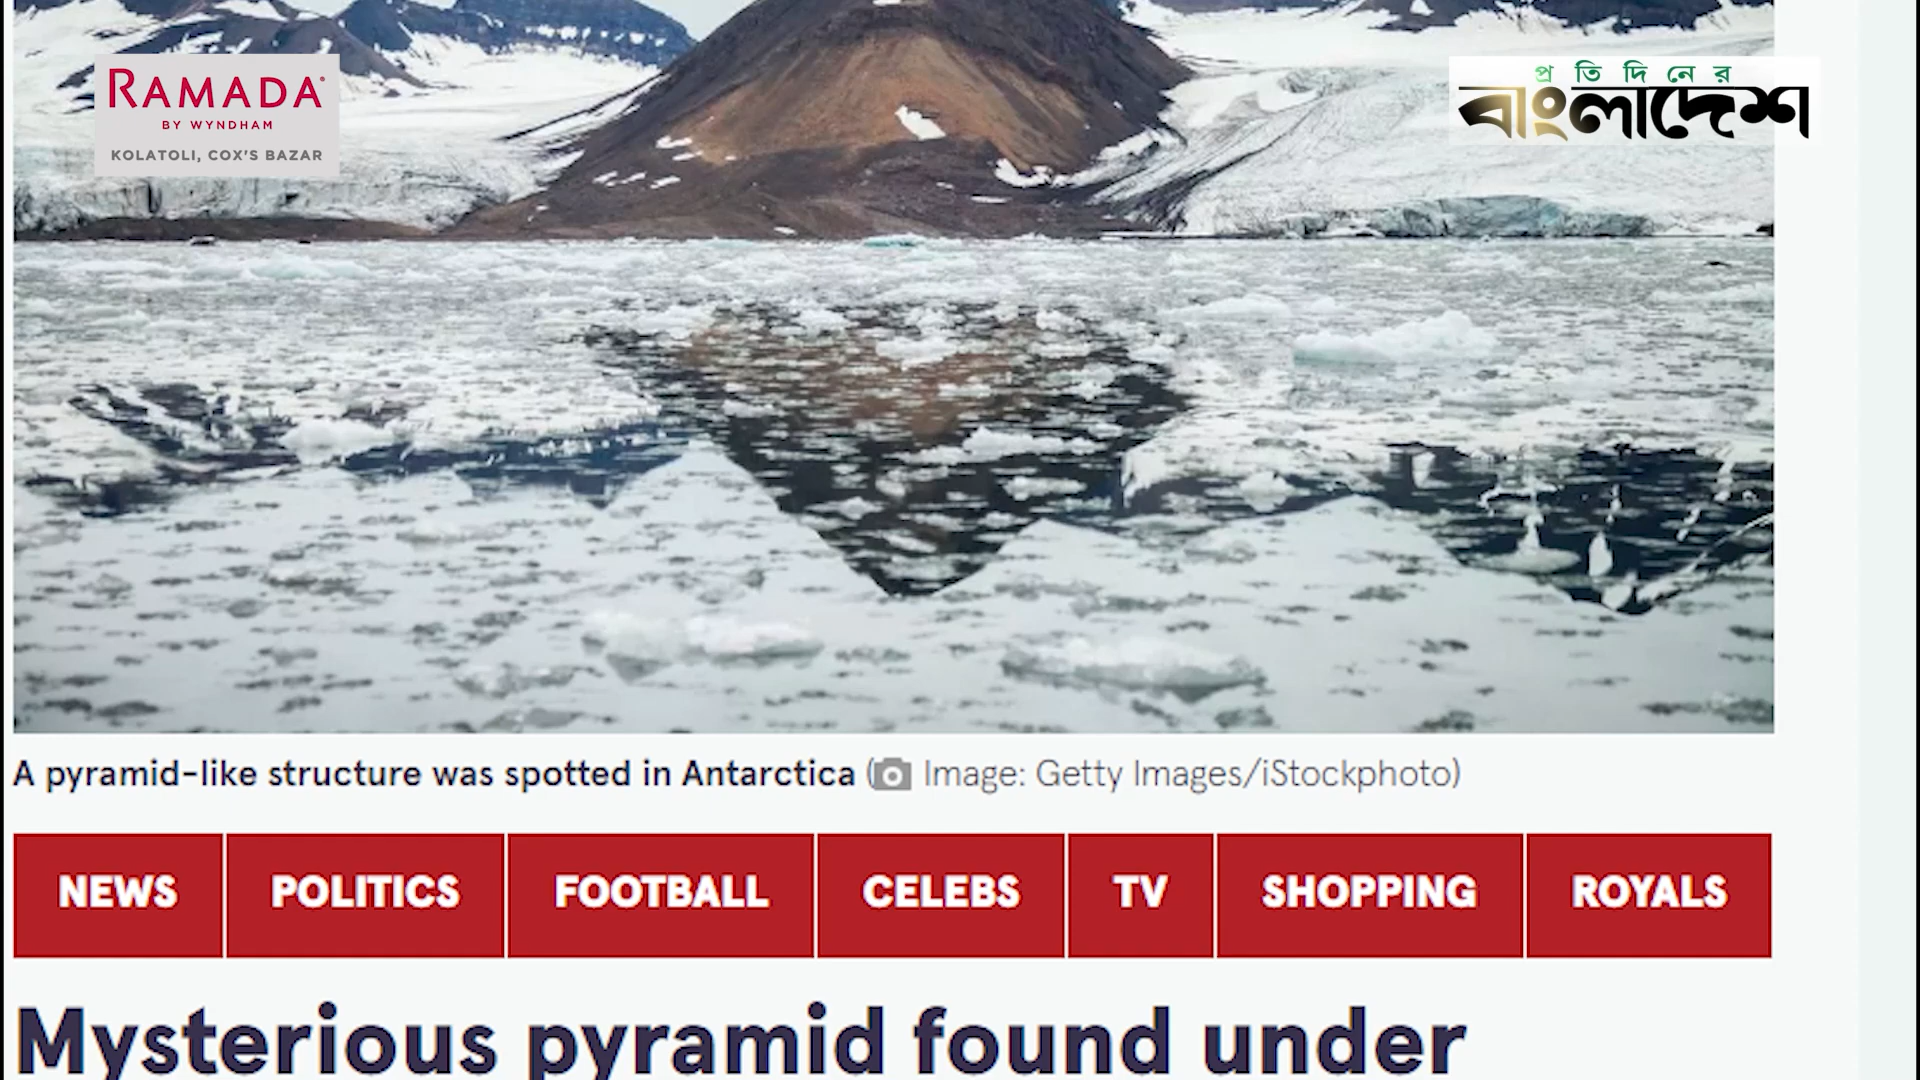 RAMADA
BY WYNDHAM
KOLATOLI, COX'S BAZAR
প্রতিদিনের
বাংলাদেশ
A pyramid-like structure was spotted in Antarctica ( Image: Getty Images/iStockphoto)
NEWS POLITICS FOOTBALL CELEBS TV SHOPPING ROYALS
Mysterious pyramid found under